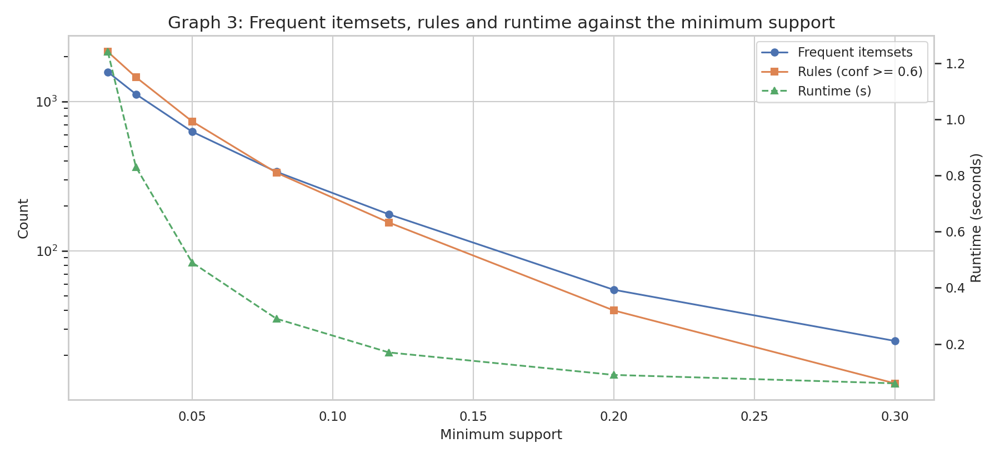 Graph 3: Frequent itemsets, rules and runtime against the minimum support
Frequent itemsets
Rules (conf >= 0.6)
Runtime (s)
10³
10²
Count
1.2
1.0
0.8
0.6
0.4
0.2
Runtime (seconds)
0.05 0.10 0.15 0.20 0.25 0.30
Minimum support